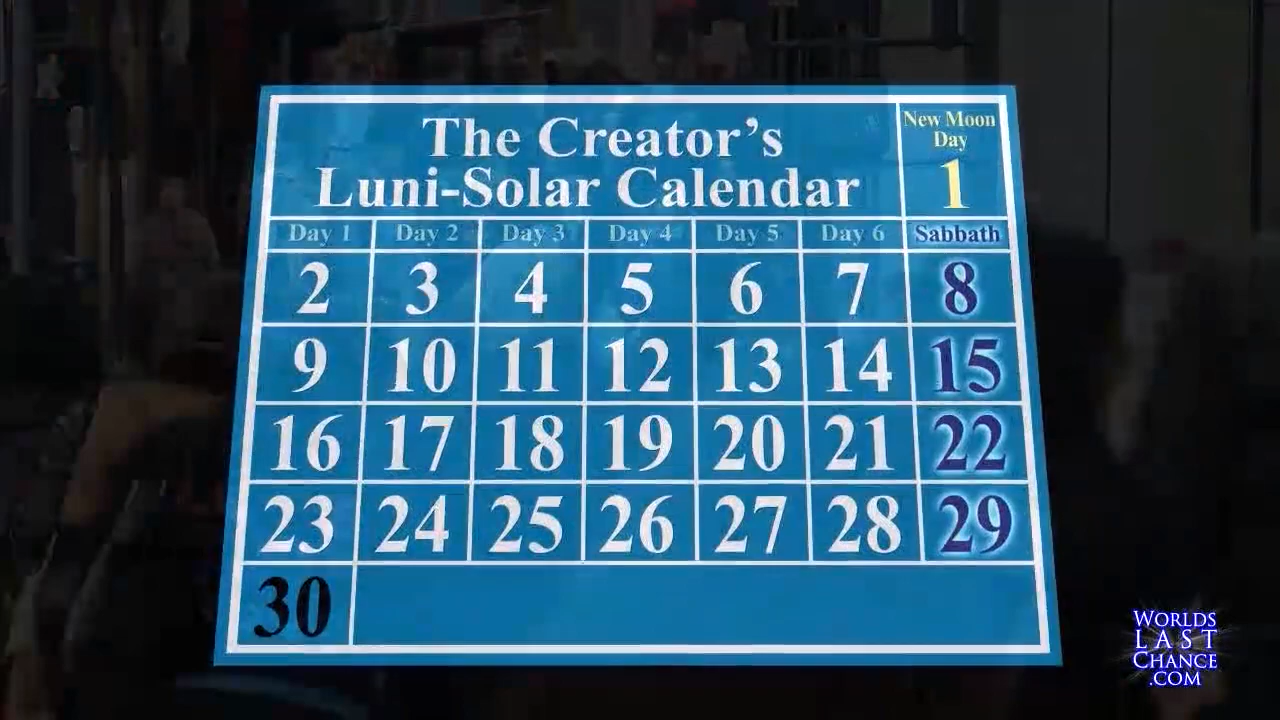 The Creator's
Luni-Solar Calendar
New Moon
Day
1
Day 1 Day 2 Day 3 Day 4 Day 5 Day 6 Sabbath
2 3 4 5 6 7 8
9 10 11 12 13 14 15
16 17 18 19 20 21 22
23 24 25 26 27 28 29
30
WORLDS
LAST
CHANCE
.COM